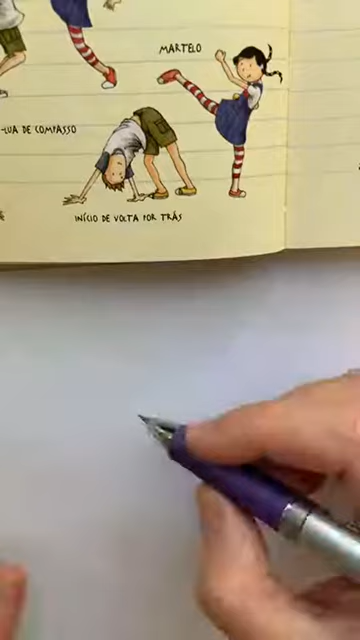 MARTELO
-LUA DE COMPASSO
INÍCIO DE VOLTA POR TRÁS